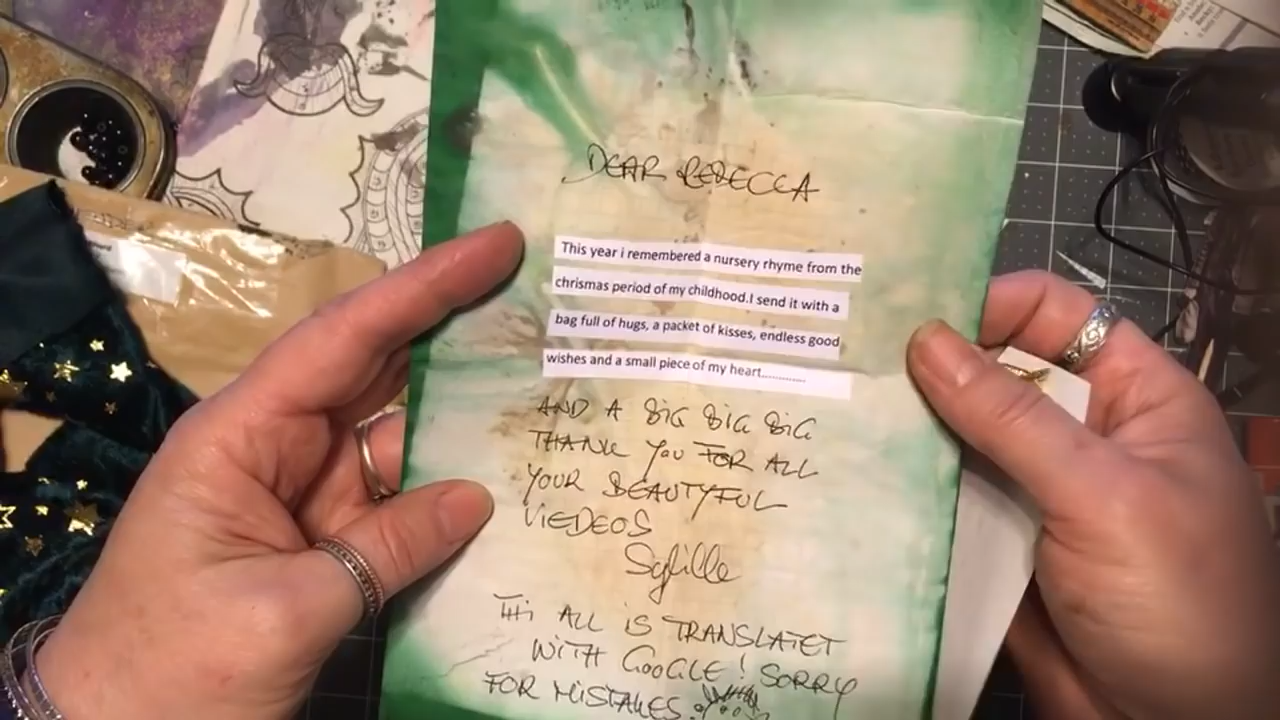 DEAR REBECCA
This year i remembered a nursery rhyme from the
chrismas period of my childhood.I send it with a
bag full of hugs, a packet of kisses, endless good
wishes and a small piece of my heart............
AND A BIG BIG BIG
THANK YOU FOR ALL
YOUR BEAUTYFUL
VIEDEOS
Sybille
THiS ALL iS TRANSLATET
WiTH GOOGLE! SORRY
FOR MiSTAKES.